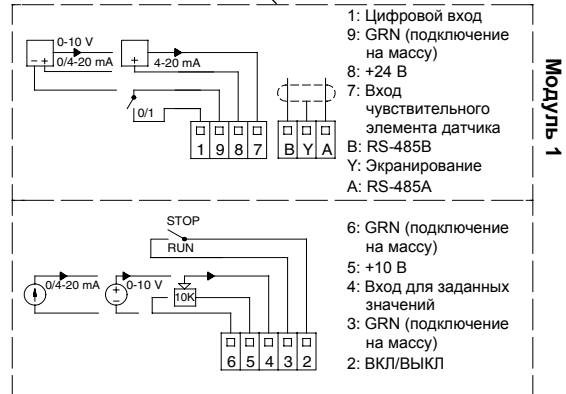 0-10 V
0/4-20 mA
4-20 mA
0/1
1 9 8 7
B Y A
1: Цифровой вход
9: GRN (подключение
на массу)
8: +24 В
7: Вход
чувствительного
элемента датчика
B: RS-485B
Y: Экранирование
A: RS-485A
Модуль 1
STOP
RUN
0/4-20 mA
0-10 V
10K
6 5 4 3 2
6: GRN (подключение
на массу)
5: +10 В
4: Вход для заданных
значений
3: GRN (подключение
на массу)
2: ВКЛ/ВЫКЛ